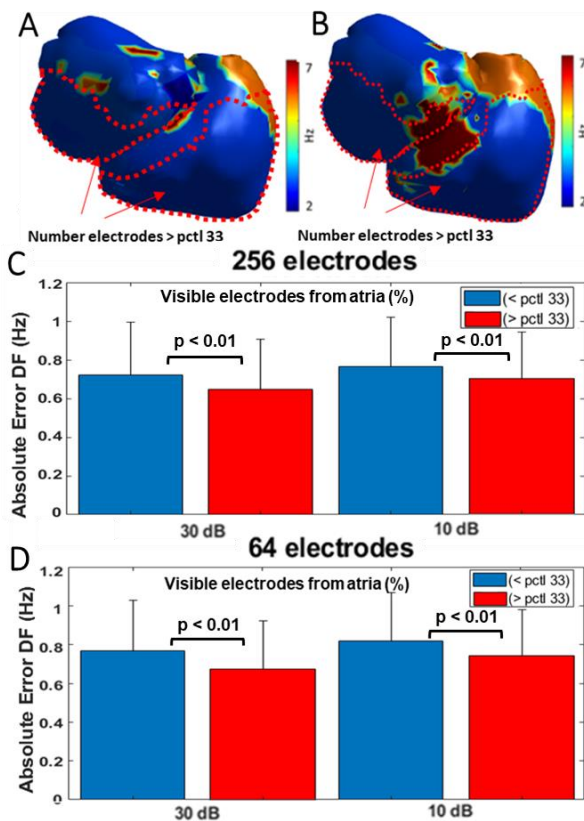 A
B
7
Hz
2
7
Hz
2
Number electrodes > pctl 33
Number electrodes > pctl 33
C
256 electrodes
1.2
1
0.8
0.6
0.4
0.2
0
Absolute Error DF (Hz)
Visible electrodes from atria (%)
(< pctl 33)
(> pctl 33)
p < 0.01
p < 0.01
30 dB
10 dB
D
64 electrodes
1.2
1
0.8
0.6
0.4
0.2
0
Absolute Error DF (Hz)
Visible electrodes from atria (%)
(< pctl 33)
(> pctl 33)
p < 0.01
p < 0.01
30 dB
10 dB